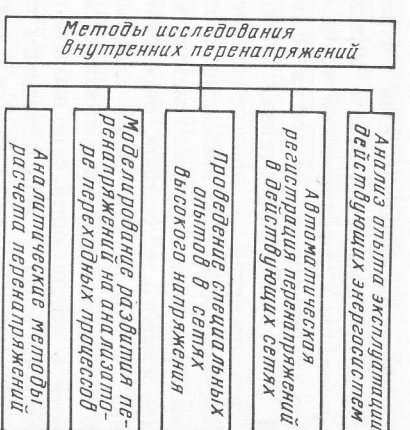 Методы исследования
внутренних перенапряжений
Аналитические методы
расчета перенапряжений
Моделирование развития пе-
ренапряжений на анализато-
ре переходных процессов
Проведение специальных
опытов в сетях
высокого напряжения
Автоматическая
регистрация перенапряжений
в действующих сетях
Анализ опыта эксплуатации
действующих энергосистем